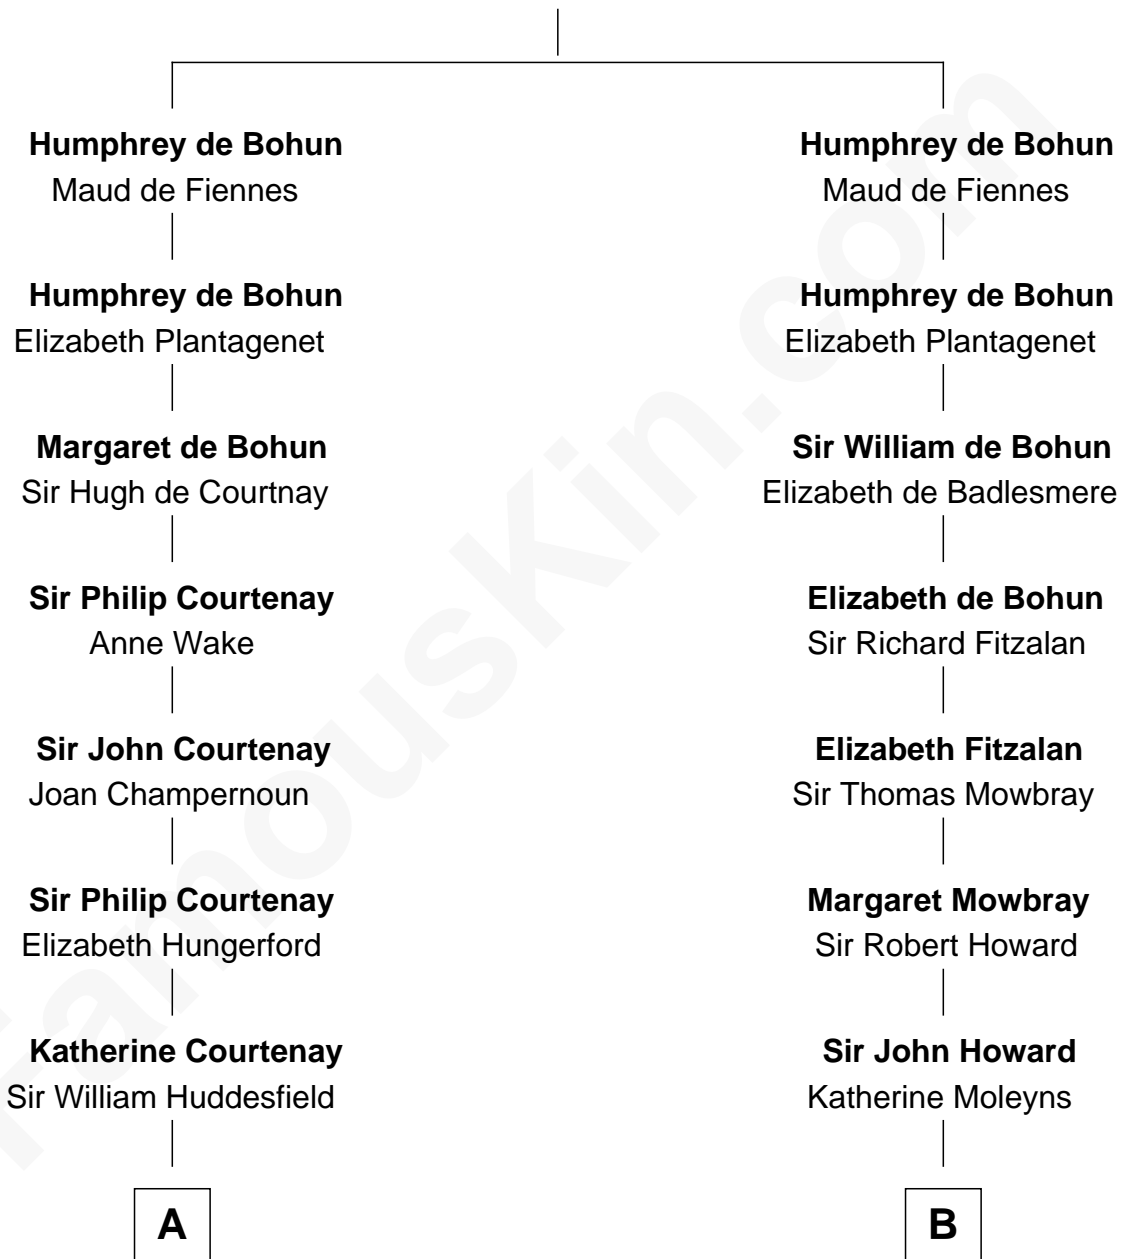 Humphrey de Bohun
Maud de Fiennes
Humphrey de Bohun
Elizabeth Plantagenet
Margaret de Bohun
Sir Hugh de Courtnay
Sir Philip Courtenay
Anne Wake
Sir John Courtenay
Joan Champernoun
Sir Philip Courtenay
Elizabeth Hungerford
Katherine Courtenay
Sir William Huddesfield
A
Humphrey de Bohun
Maud de Fiennes
Humphrey de Bohun
Elizabeth Plantagenet
Sir William de Bohun
Elizabeth de Badlesmere
Elizabeth de Bohun
Sir Richard Fitzalan
Elizabeth Fitzalan
Sir Thomas Mowbray
Margaret Mowbray
Sir Robert Howard
Sir John Howard
Katherine Moleyns
B
FamousKin.com